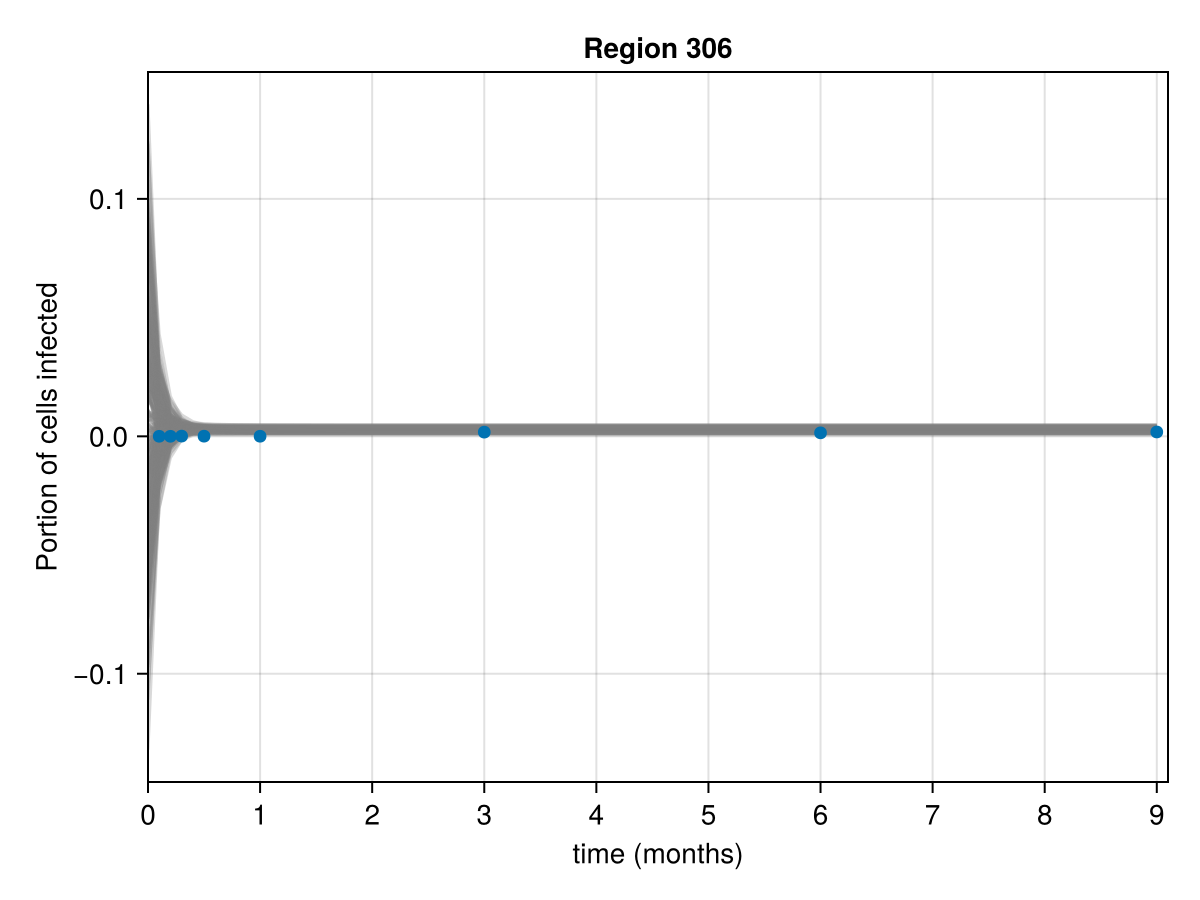 Region 306
Portion of cells infected
0.1
0.0
−0.1
0 1 2 3 4 5 6 7 8 9
time (months)